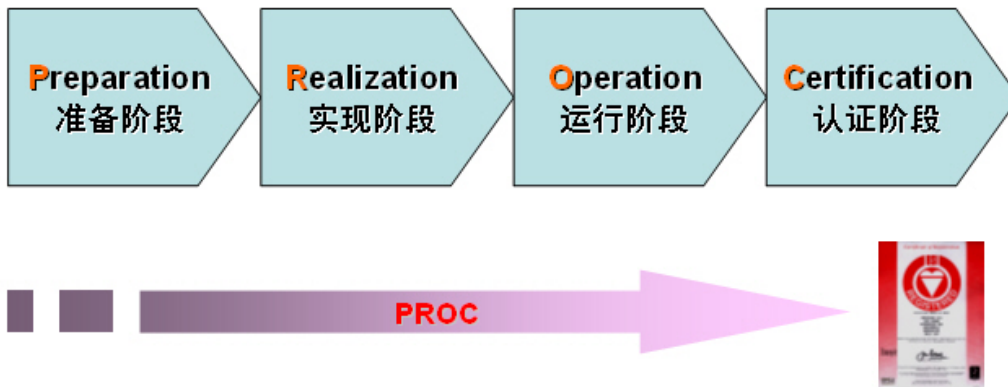 Preparation
准备阶段
Realization
实现阶段
Operation
运行阶段
Certification
认证阶段
PROC
REGISTERED